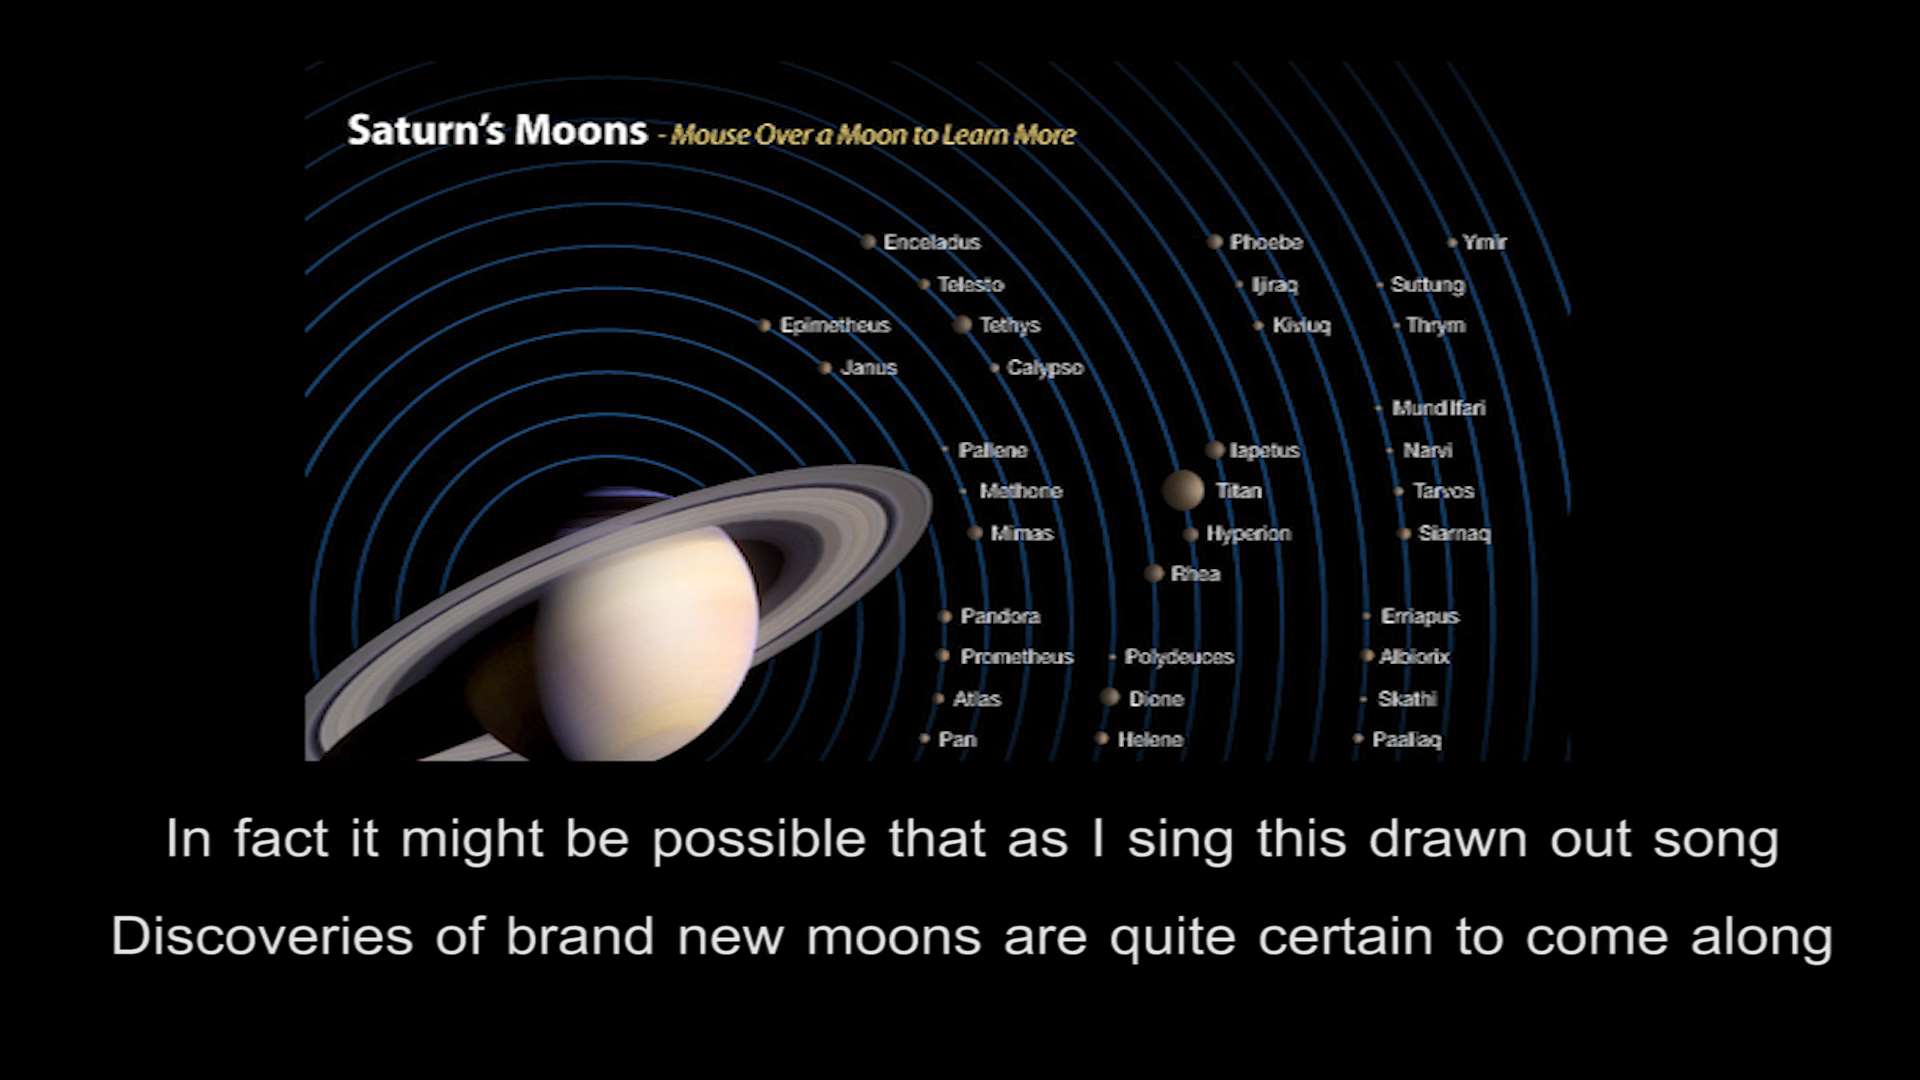 Saturn's Moons - Mouse Over a Moon to Learn More
Enceladus
Phoebe
Ymir
Telesto
Ijiraq
Suttung
Epimetheus
Tethys
Kiviuq
Thrym
Janus
Calypso
Mundilfari
Pallene
Iapetus
Narvi
Methone
Titan
Tarvos
Mimas
Hyperion
Siarnaq
Rhea
Pandora
Erriapus
Prometheus
Polydeuces
Albiorix
Atlas
Dione
Skathi
Pan
Helene
Paaliaq
In fact it might be possible that as I sing this drawn out song
Discoveries of brand new moons are quite certain to come along